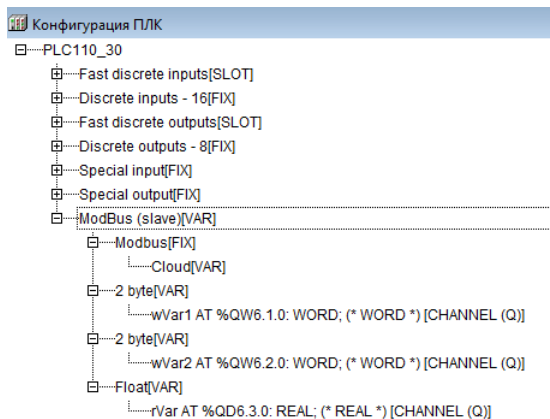 Конфигурация ПЛК
PLC110_30
Fast discrete inputs[SLOT]
Discrete inputs - 16[FIX]
Fast discrete outputs[SLOT]
Discrete outputs - 8[FIX]
Special input[FIX]
Special output[FIX]
ModBus (slave)[VAR]
Modbus[FIX]
Cloud[VAR]
2 byte[VAR]
wVar1 AT %QW6.1.0: WORD; (* WORD *) [CHANNEL (Q)]
2 byte[VAR]
wVar2 AT %QW6.2.0: WORD; (* WORD *) [CHANNEL (Q)]
Float[VAR]
rVar AT %QD6.3.0: REAL; (* REAL *) [CHANNEL (Q)]